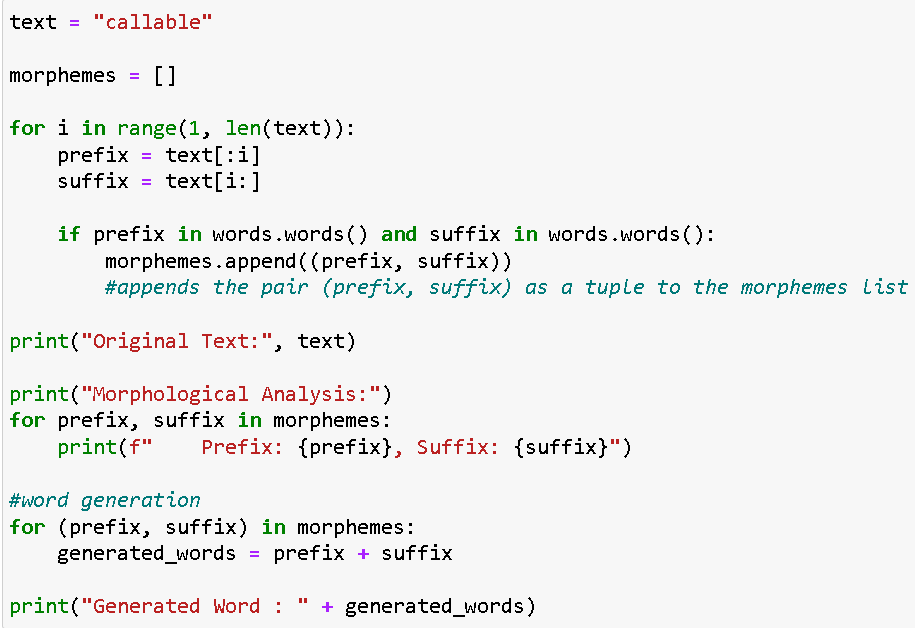 text = "callable"
morphemes = []
for i in range(1, len(text)):
    prefix = text[:i]
    suffix = text[i:]
    if prefix in words.words() and suffix in words.words():
        morphemes.append((prefix, suffix))
        #appends the pair (prefix, suffix) as a tuple to the morphemes list
print("Original Text:", text)
print("Morphological Analysis:")
for prefix, suffix in morphemes:
    print(f"    Prefix: {prefix}, Suffix: {suffix}")
#word generation
for (prefix, suffix) in morphemes:
    generated_words = prefix + suffix
print("Generated Word : " + generated_words)